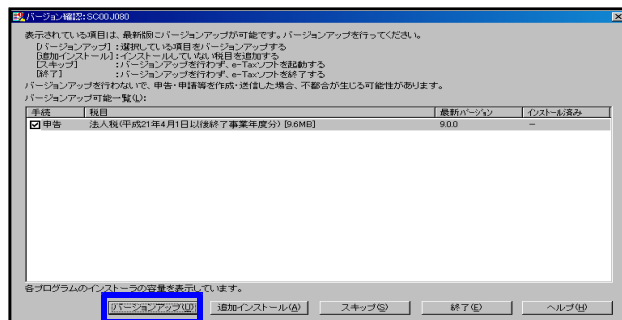 バージョン確認:SC00J080
表示されている項目は、最新版にバージョンアップが可能です。バージョンアップを行ってください。
[バージョンアップ]:選択している項目をバージョンアップする
[追加インストール]:インストールしていない税目を追加する
[スキップ] :バージョンアップを行わず、e-Taxソフトを起動する
[終了] :バージョンアップを行わず、e-Taxソフトを終了する
バージョンアップを行わないで、申告・申請等を作成・送信した場合、不都合が生じる可能性があります。
バージョンアップ可能一覧(L):
手続 税目 最新バージョン インストール済み
申告 法人税(平成21年4月1日以後終了事業年度分) [9.6MB] 9.0.0 －
各プログラムのインストーラの容量を表示しています。
バージョンアップ(U) 追加インストール(A) スキップ(S) 終了(E) ヘルプ(H)